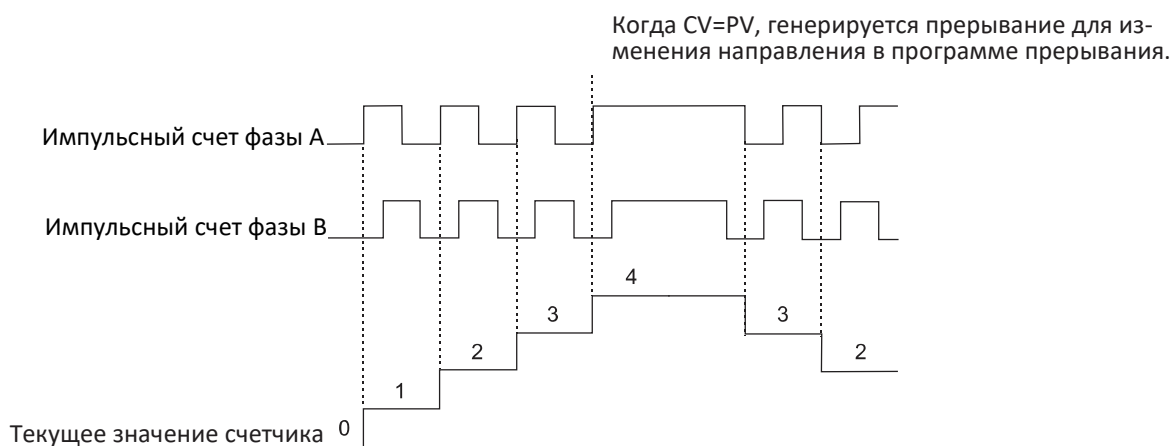 Когда CV=PV, генерируется прерывание для из-
менения направления в программе прерывания.
Импульсный счет фазы A
Импульсный счет фазы B
4
3
3
2
2
1
Текущее значение счетчика 0